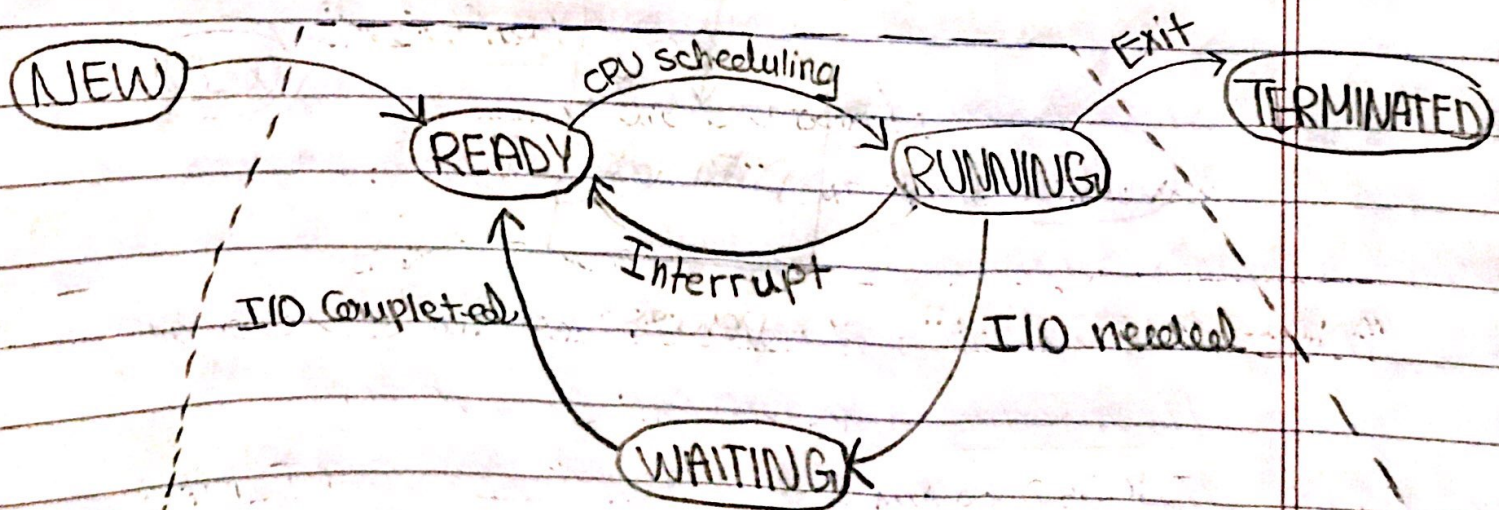 NEW
CPU scheduling
Exit
TERMINATED
READY
RUNNING
Interrupt
I/O Completed
I/O needed
WAITING